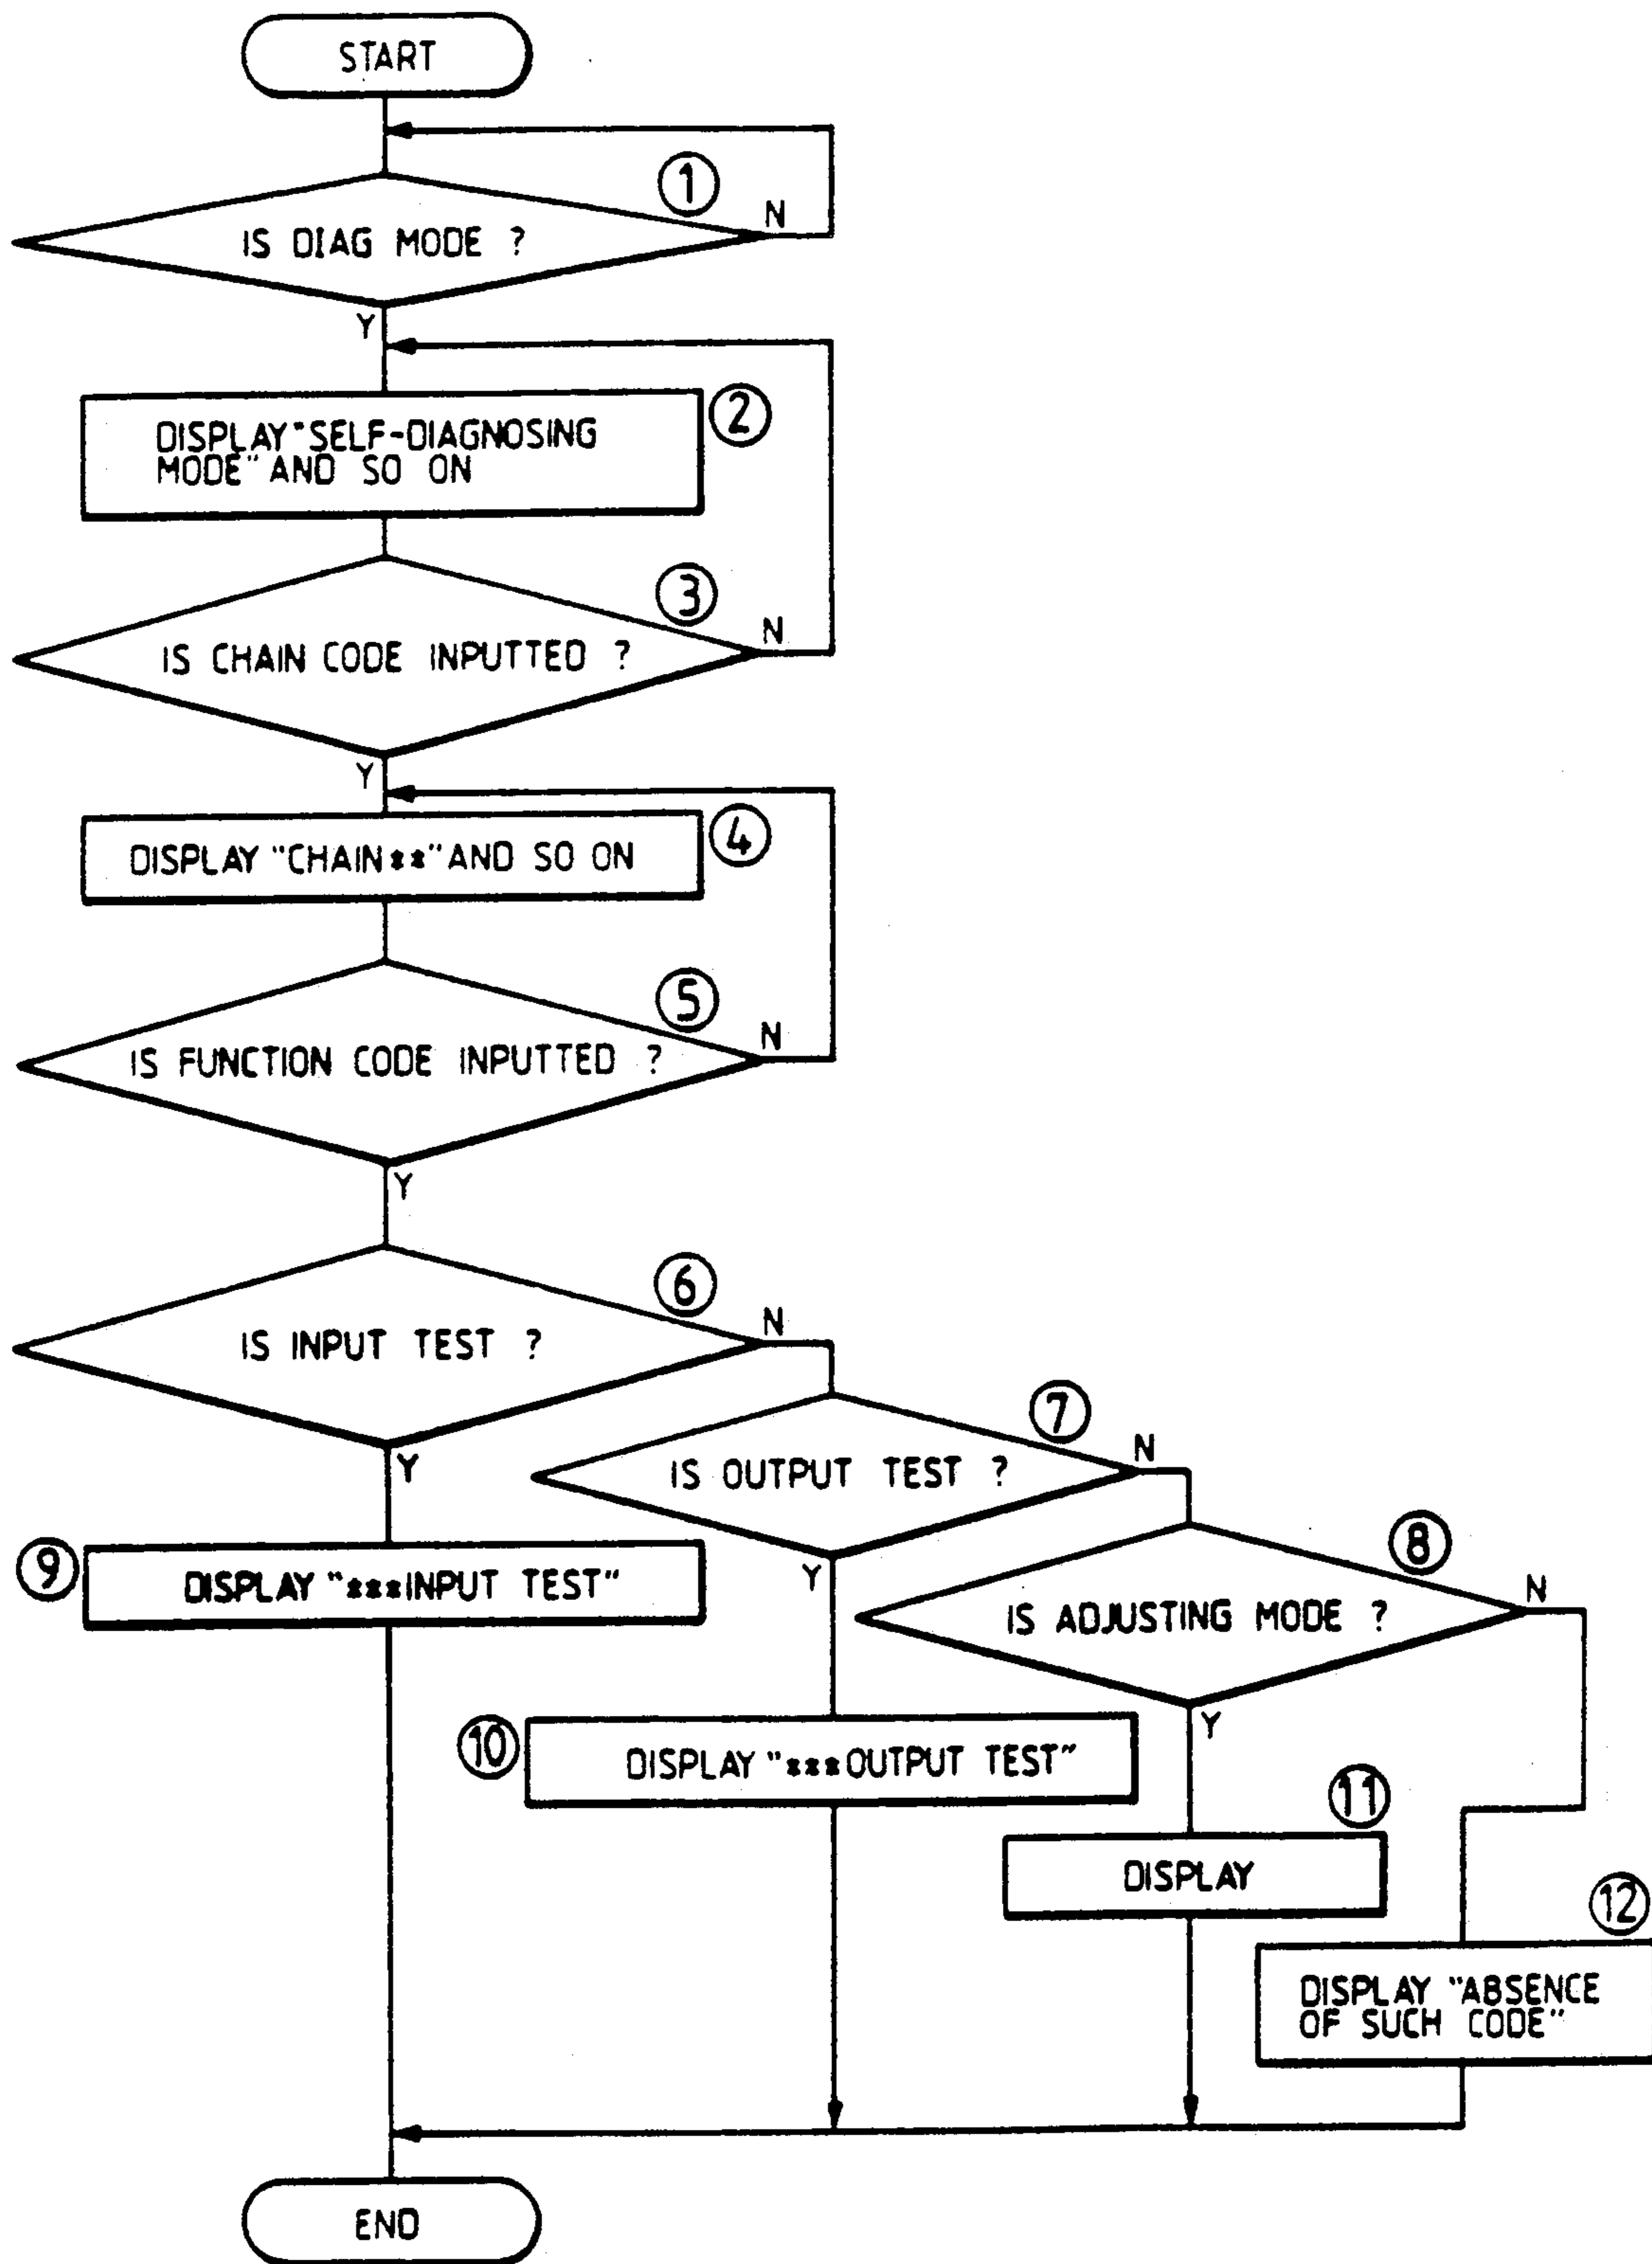 START
①
N
IS DIAG MODE ?
Y
②
DISPLAY "SELF-DIAGNOSING
MODE" AND SO ON
③
N
IS CHAIN CODE INPUTTED ?
Y
④
DISPLAY "CHAIN**" AND SO ON
⑤
N
IS FUNCTION CODE INPUTTED ?
Y
⑥
N
IS INPUT TEST ?
Y
⑦
N
IS OUTPUT TEST ?
Y
⑧
N
IS ADJUSTING MODE ?
Y
⑨
DISPLAY "***INPUT TEST"
⑩
DISPLAY "***OUTPUT TEST"
⑪
DISPLAY
⑫
DISPLAY "ABSENCE
OF SUCH CODE"
END